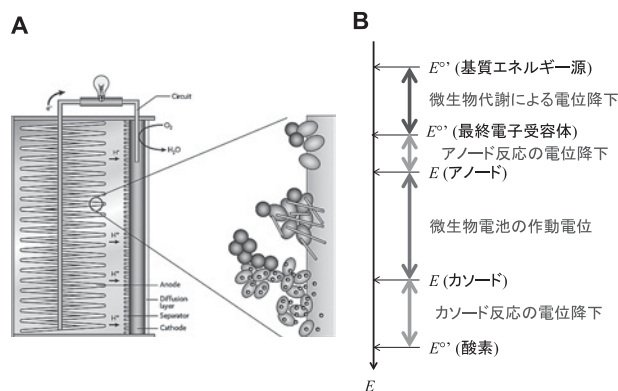 A
e⁻
Circuit
O₂
H₂O
H⁺
H⁺
H⁺
H⁺
Anode
Diffusion
layer
Separator
Cathode
B
E°’ (基質エネルギー源)
微生物代謝による電位降下
E°’ (最終電子受容体)
アノード反応の電位降下
E (アノード)
微生物電池の作動電位
E (カソード)
カソード反応の電位降下
E°’ (酸素)
E